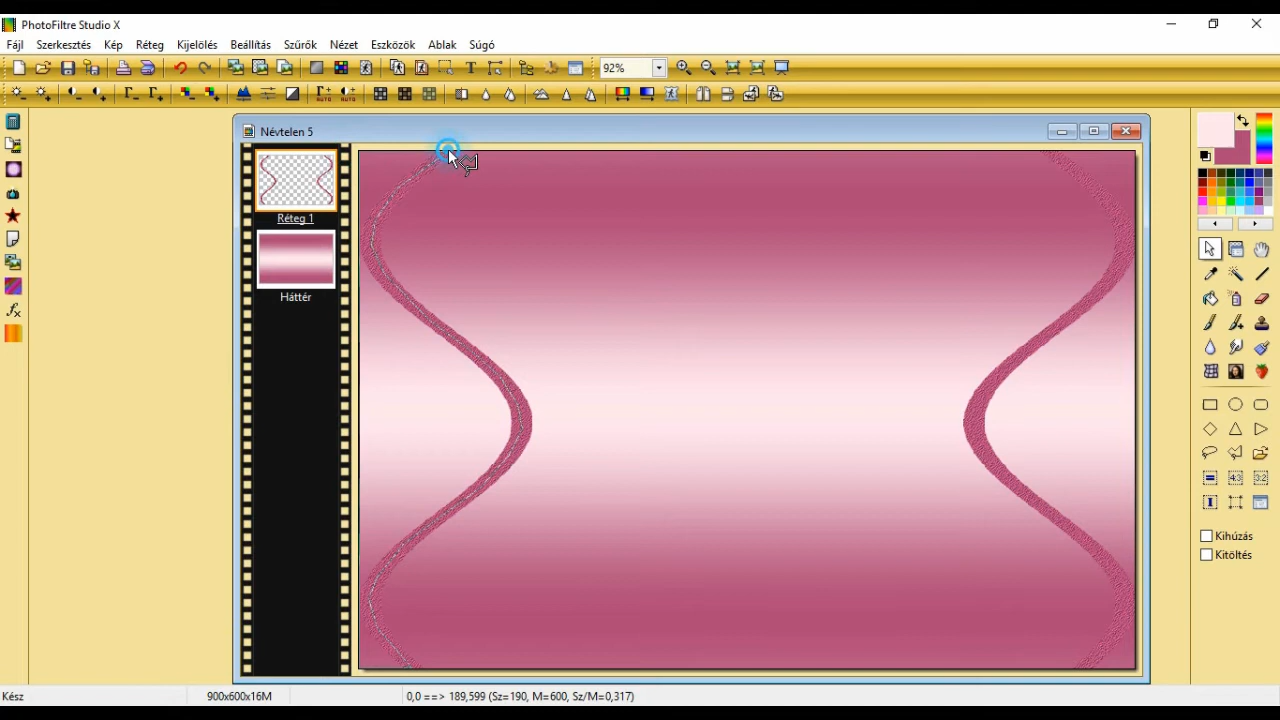 PhotoFiltre Studio X
Fájl Szerkesztés Kép Réteg Kijelölés Beállítás Szűrők Nézet Eszközök Ablak Súgó
92%
Névtelen 5
Réteg 1
Háttér
Kihúzás
Kitöltés
Kész 900x600x16M 0,0 ==> 189,599 (Sz=190, M=600, Sz/M=0,317)